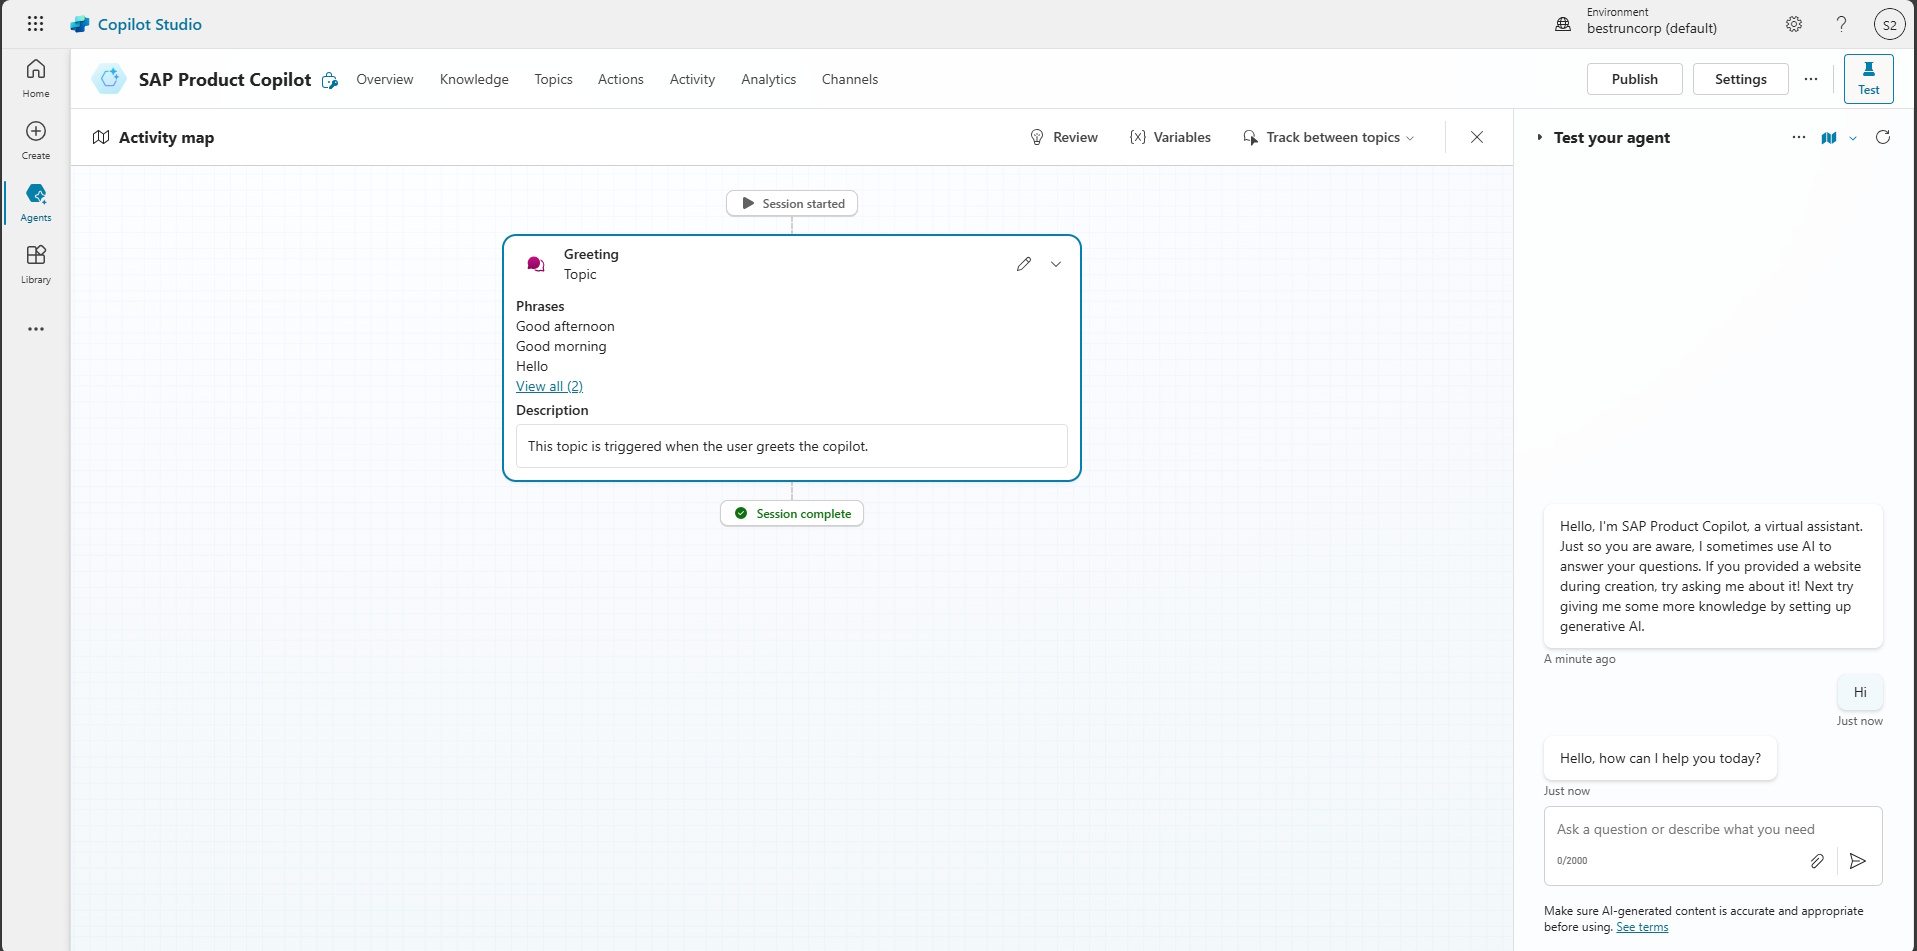 Copilot Studio
Environment
bestruncorp (default)
S2
Home
Create
Agents
Library
SAP Product Copilot
Overview
Knowledge
Topics
Actions
Activity
Analytics
Channels
Publish
Settings
Test
Activity map
Review
{x} Variables
Track between topics
Session started
Greeting
Topic
Phrases
Good afternoon
Good morning
Hello
View all (2)
Description
This topic is triggered when the user greets the copilot.
Session complete
Test your agent
Hello, I'm SAP Product Copilot, a virtual assistant.
Just so you are aware, I sometimes use AI to
answer your questions. If you provided a website
during creation, try asking me about it! Next try
giving me some more knowledge by setting up
generative AI.
A minute ago
Hi
Just now
Hello, how can I help you today?
Just now
Ask a question or describe what you need
0/2000
Make sure AI-generated content is accurate and appropriate
before using. See terms